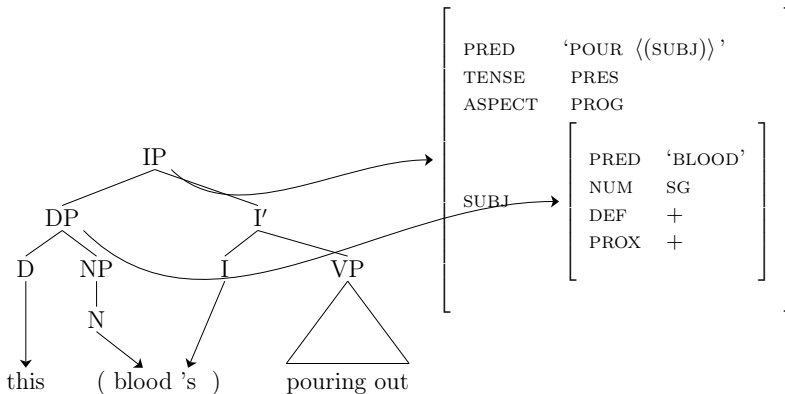 PRED ‘POUR ⟨(SUBJ)⟩’
TENSE PRES
ASPECT PROG
IP
PRED ‘BLOOD’
NUM SG
SUBJ
DEF +
PROX +
DP I′
D NP I VP
N
this ( blood ’s ) pouring out